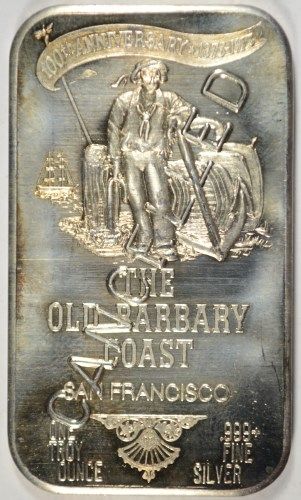 100TH ANNIVERSARY
THE
OLD BARBARY
COAST
SAN FRANCISCO
ONE
TROY
OUNCE
.999+
FINE
SILVER
CANCELLED